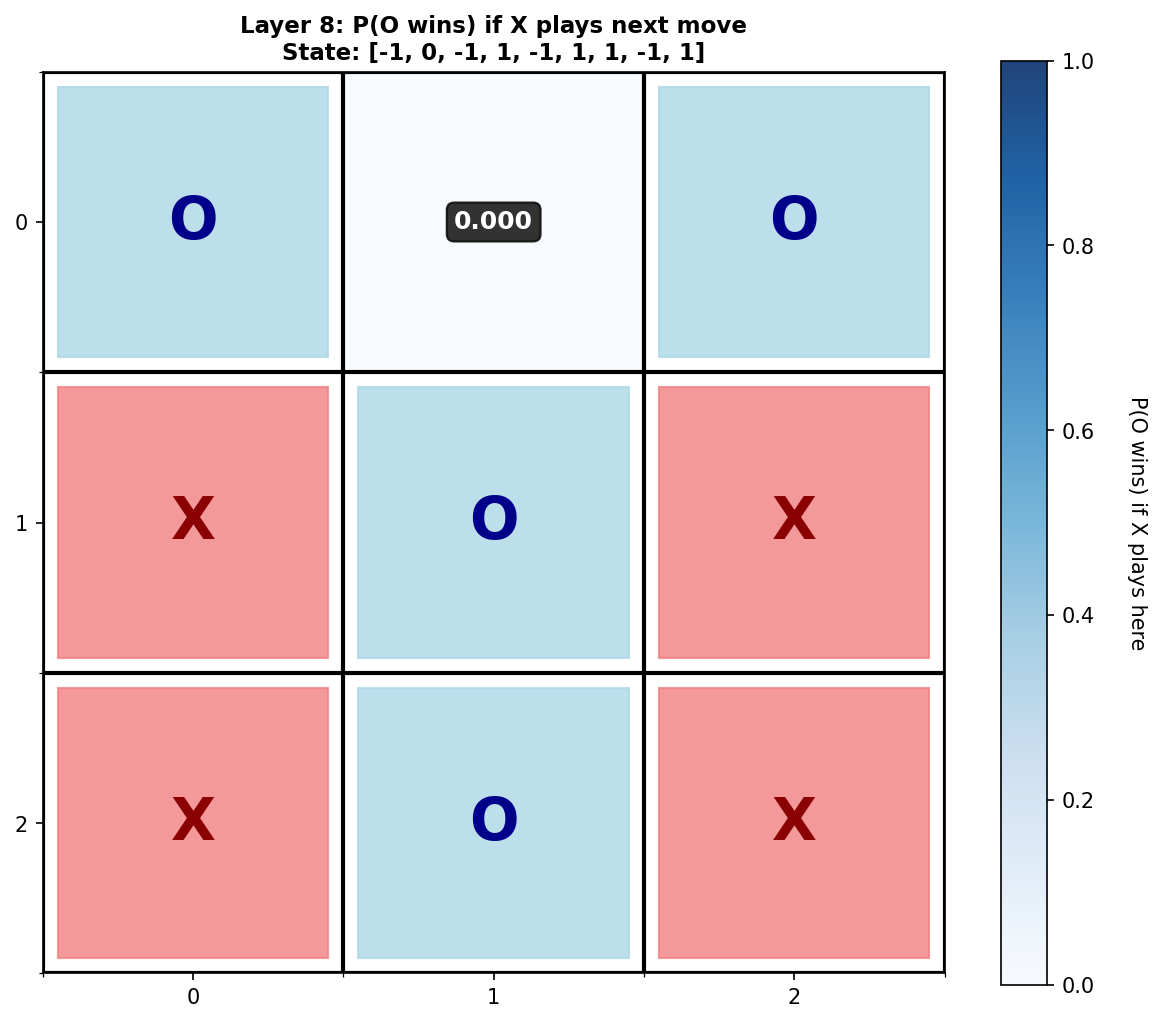 Layer 8: P(O wins) if X plays next move
State: [-1, 0, -1, 1, -1, 1, 1, -1, 1]
0 O 0.000 O
1 X O X
2 X O X
0 1 2
1.0
0.8
0.6
0.4
0.2
0.0
P(O wins) if X plays here